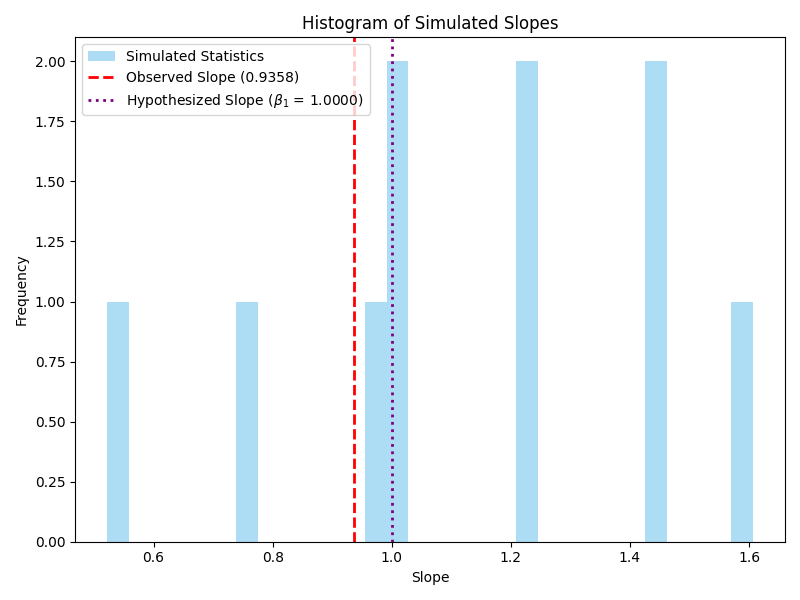 Histogram of Simulated Slopes
Simulated Statistics
Observed Slope (0.9358)
Hypothesized Slope (β₁ = 1.0000)
2.00
1.75
1.50
1.25
1.00
0.75
0.50
0.25
0.00
Frequency
0.6 0.8 1.0 1.2 1.4 1.6
Slope